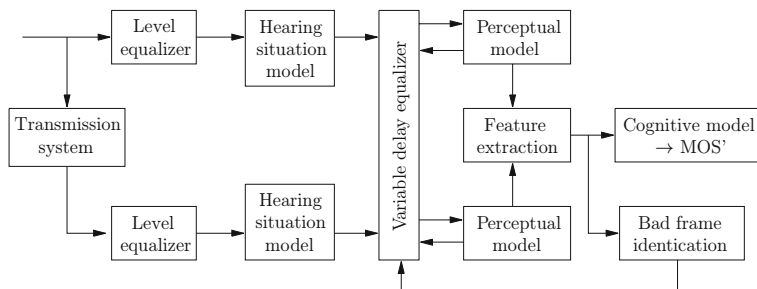 Level
equalizer
Hearing
situation
model
Variable delay equalizer
Perceptual
model
Transmission
system
Feature
extraction
Cognitive model
→ MOS'
Level
equalizer
Hearing
situation
model
Perceptual
model
Bad frame
identication